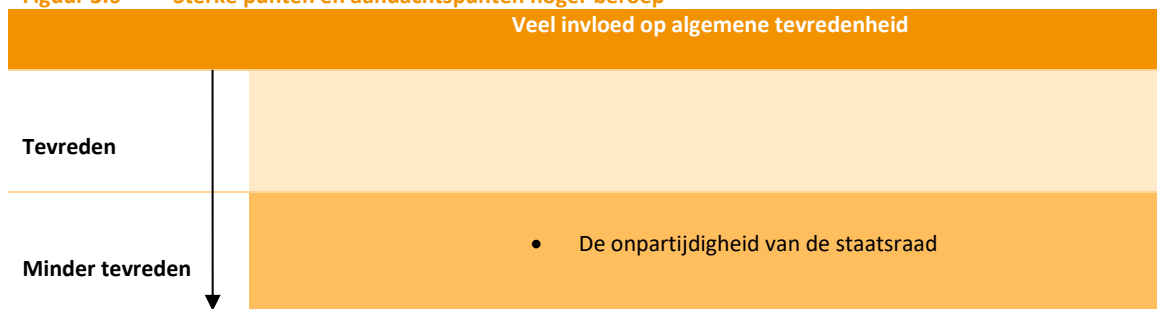 Veel invloed op algemene tevredenheid
Tevreden
• De onpartijdigheid van de staatsraad
Minder tevreden